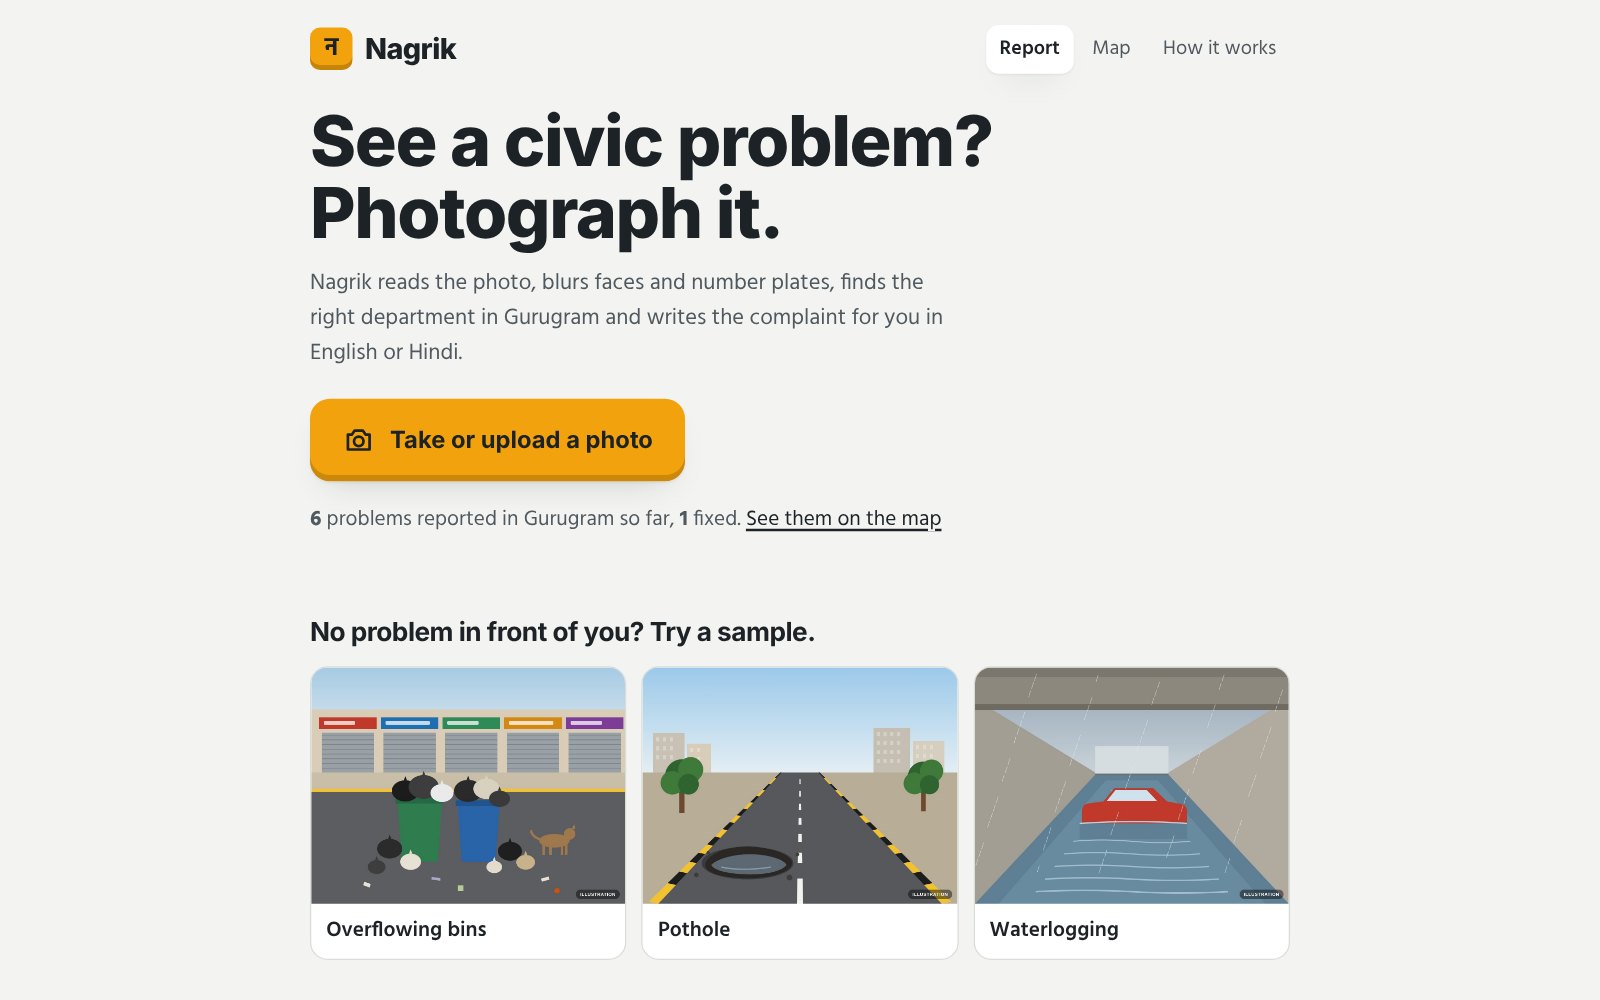 न Nagrik
Report Map How it works
See a civic problem?
Photograph it.
Nagrik reads the photo, blurs faces and number plates, finds the
right department in Gurugram and writes the complaint for you in
English or Hindi.
Take or upload a photo
6 problems reported in Gurugram so far, 1 fixed. See them on the map
No problem in front of you? Try a sample.
ILLUSTRATION
ILLUSTRATION
ILLUSTRATION
Overflowing bins
Pothole
Waterlogging